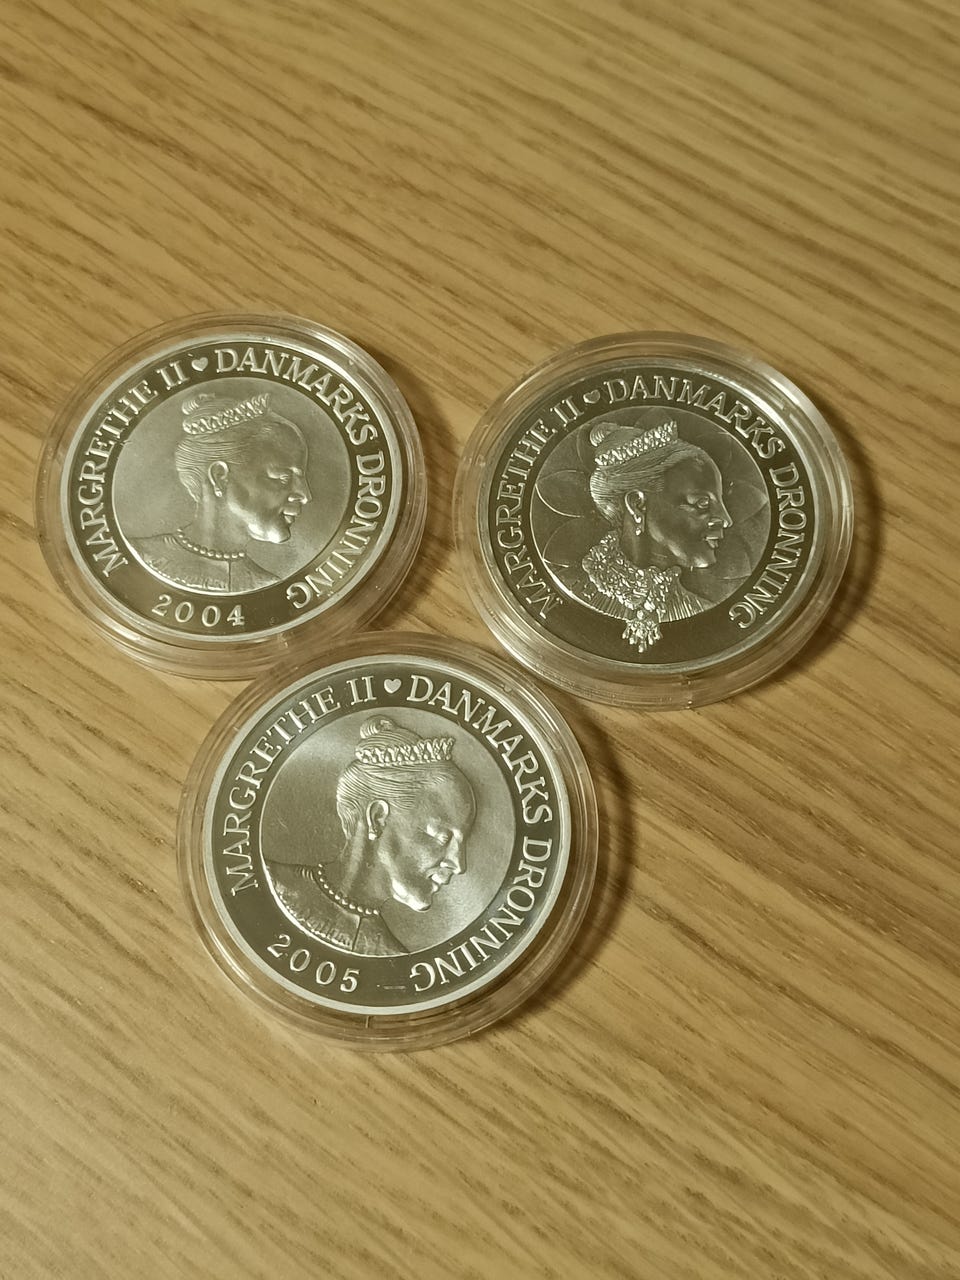 MARGRETHE II ♥ DANMARKS DRONNING
2004
MARGRETHE II ♥ DANMARKS DRONNING
MARGRETHE II ♥ DANMARKS DRONNING
2005